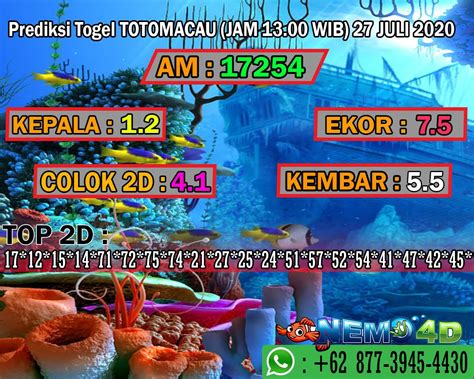 Prediksi Togel TOTOMACAU (JAM 13:00 WIB) 27 JULI 2020
AM : 17254
KEPALA : 1.2
EKOR : 7.5
COLOK 2D : 4.1
KEMBAR : 5.5
TOP 2D :
17*12*15*14*71*72*75*74*21*27*25*24*51*57*52*54*41*47*42*45*
NEMO4D
: +62 877-3945-4430